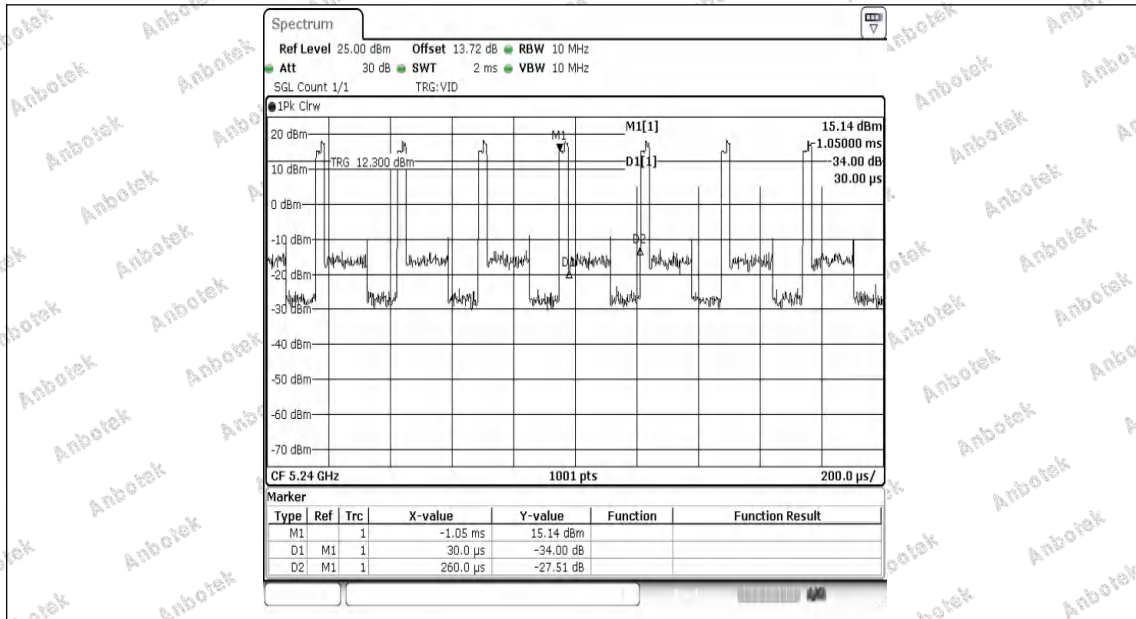 Spectrum
Ref Level 25.00 dBm Offset 13.72 dB RBW 10 MHz
Att 30 dB SWT 2 ms VBW 10 MHz
SGL Count 1/1 TRG:VID
1Pk Clrw
M1[1] 15.14 dBm
-1.05000 ms
D1[1] -34.00 dB
30.00 µs
20 dBm
M1
TRG 12.300 dBm
10 dBm
0 dBm
-10 dBm
D2
-20 dBm
-30 dBm
-40 dBm
-50 dBm
-60 dBm
-70 dBm
CF 5.24 GHz 1001 pts 200.0 µs/
Marker
Type Ref Trc X-value Y-value Function Function Result
M1 1 -1.05 ms 15.14 dBm
D1 M1 1 30.0 µs -34.00 dB
D2 M1 1 260.0 µs -27.51 dB
Anbotek